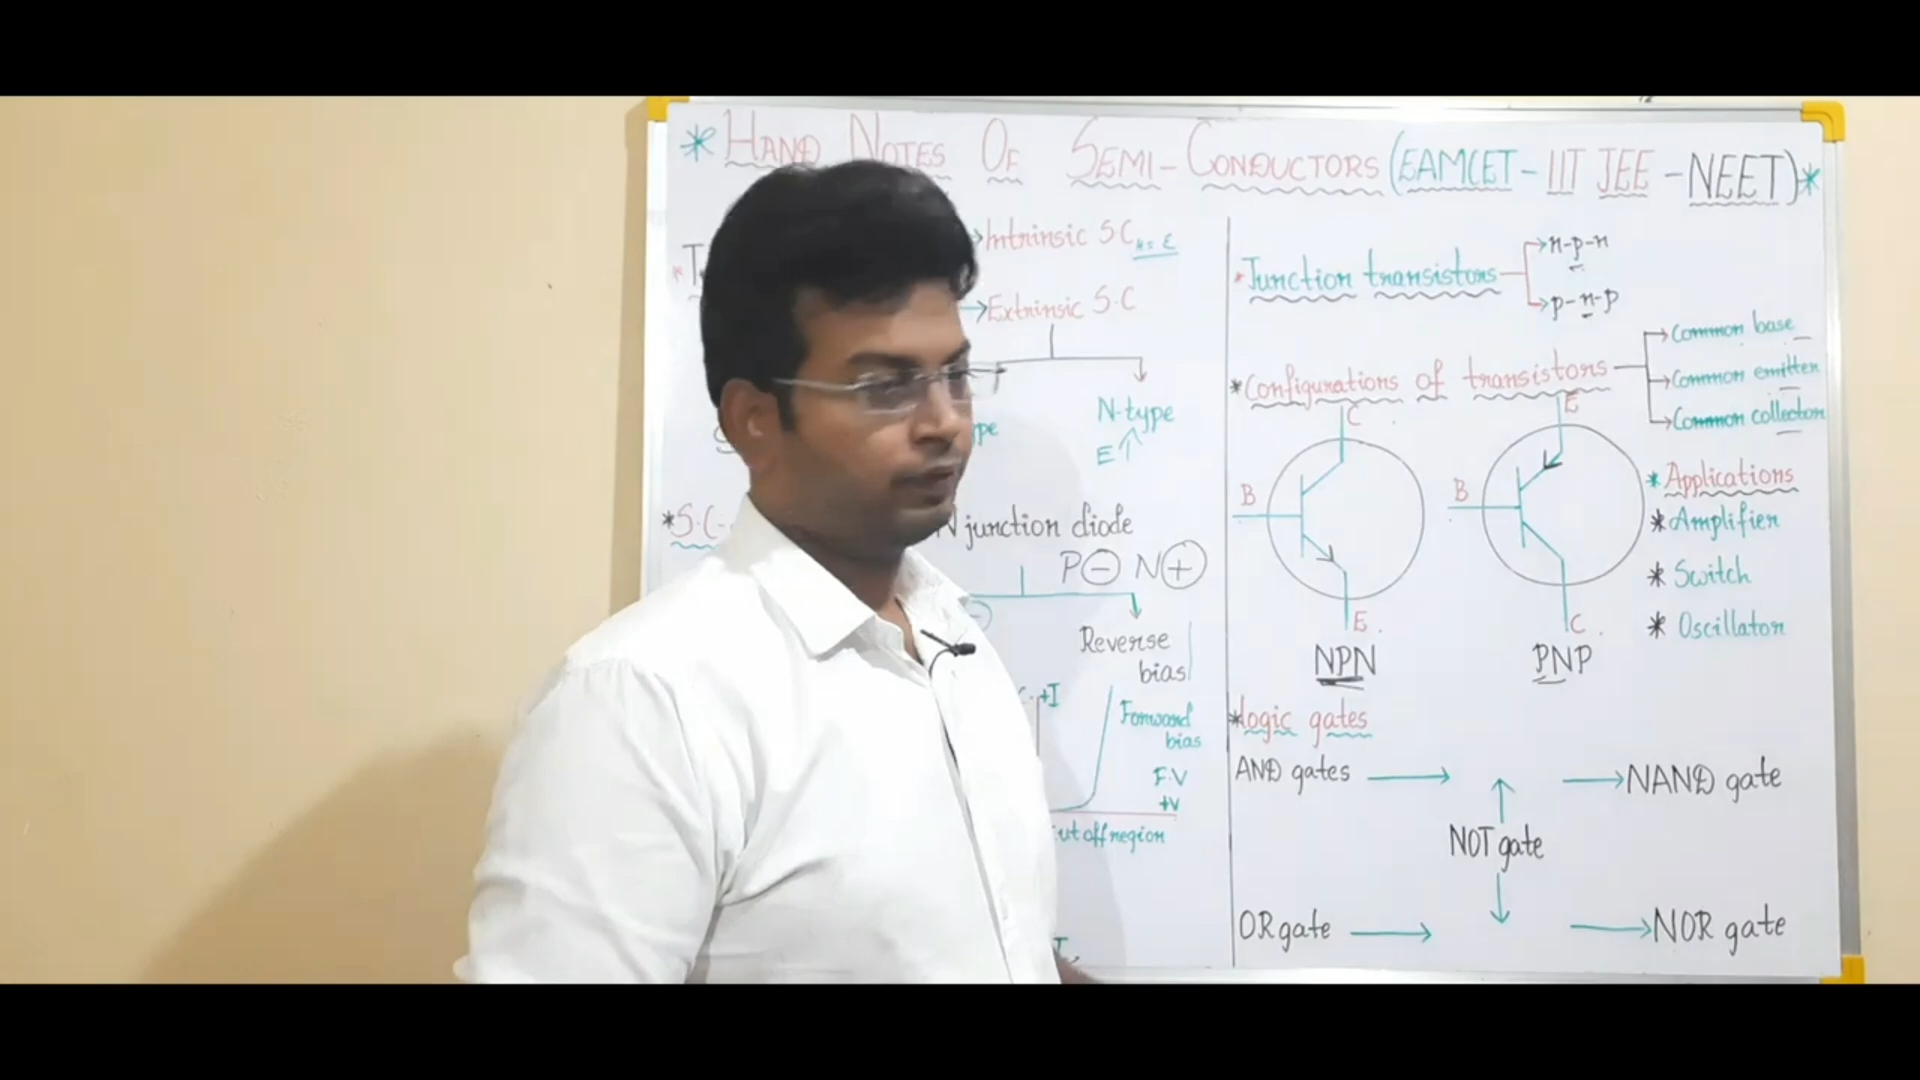 * HAND NOTES OF SEMI-CONDUCTORS (EAMCET - IIT JEE - NEET) *
→Intrinsic S C
→Extrinsic S.C
N-type
E↑
*S.C-
N junction diode
P⊖ N⊕
Reverse
bias
+I
Forward
bias
F.V
+V
cut off region
*Junction transistors
→n-p-n
→p-n-p
*Configurations of transistors
→Common base
→Common emitter
→Common collector
C
B
E
NPN
E
B
C
PNP
* Applications
* Amplifier
* Switch
* Oscillator
*logic gates
AND gates → → NAND gate
NOT gate
OR gate → → NOR gate